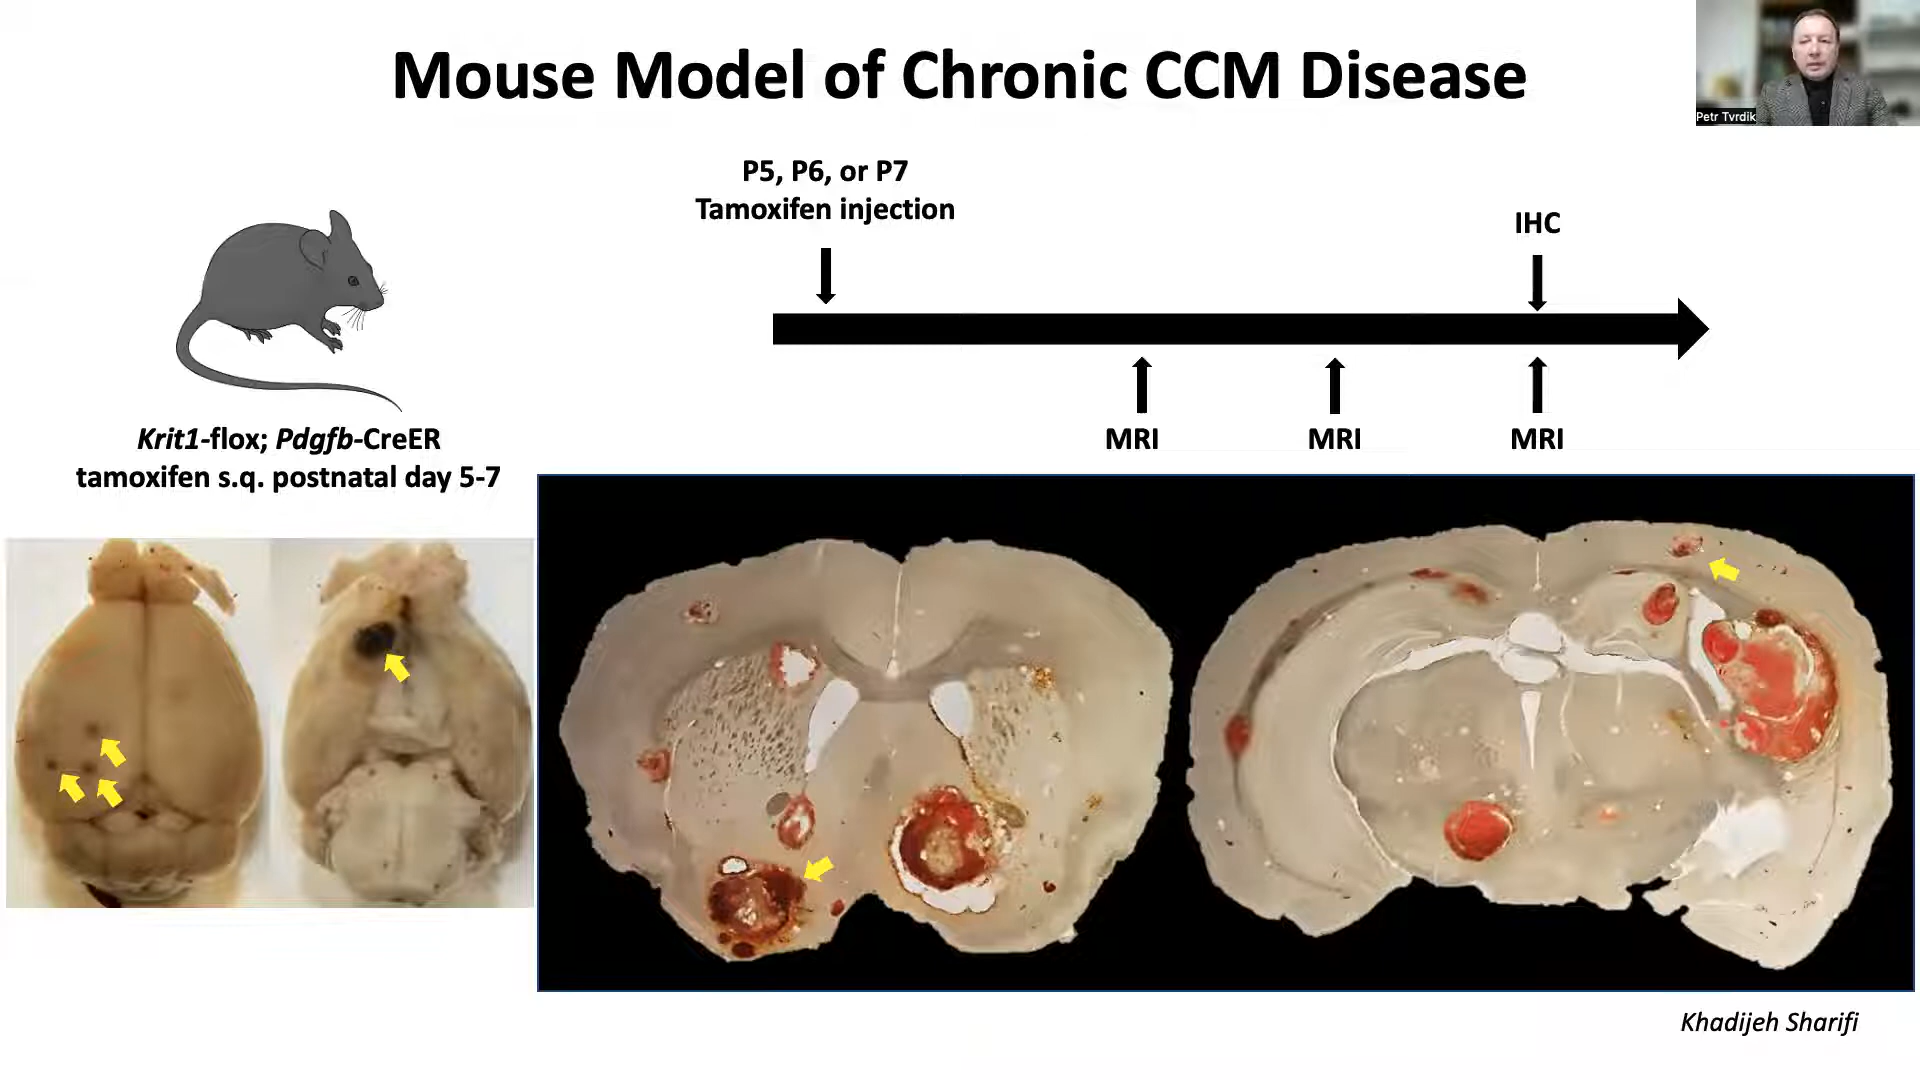 Mouse Model of Chronic CCM Disease
Petr Tvrdik
P5, P6, or P7
Tamoxifen injection
IHC
MRI
MRI
MRI
Krit1-flox; Pdgfb-CreER
tamoxifen s.q. postnatal day 5-7
Khadijeh Sharifi